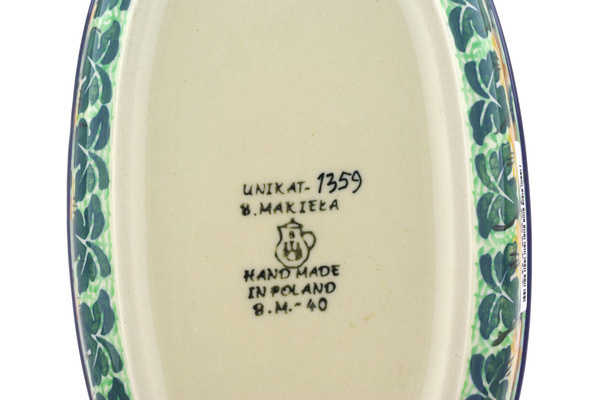 UNIKAT- 1359
B. MAKIEŁA
B
HAND MADE
IN POLAND
B.M.- 40